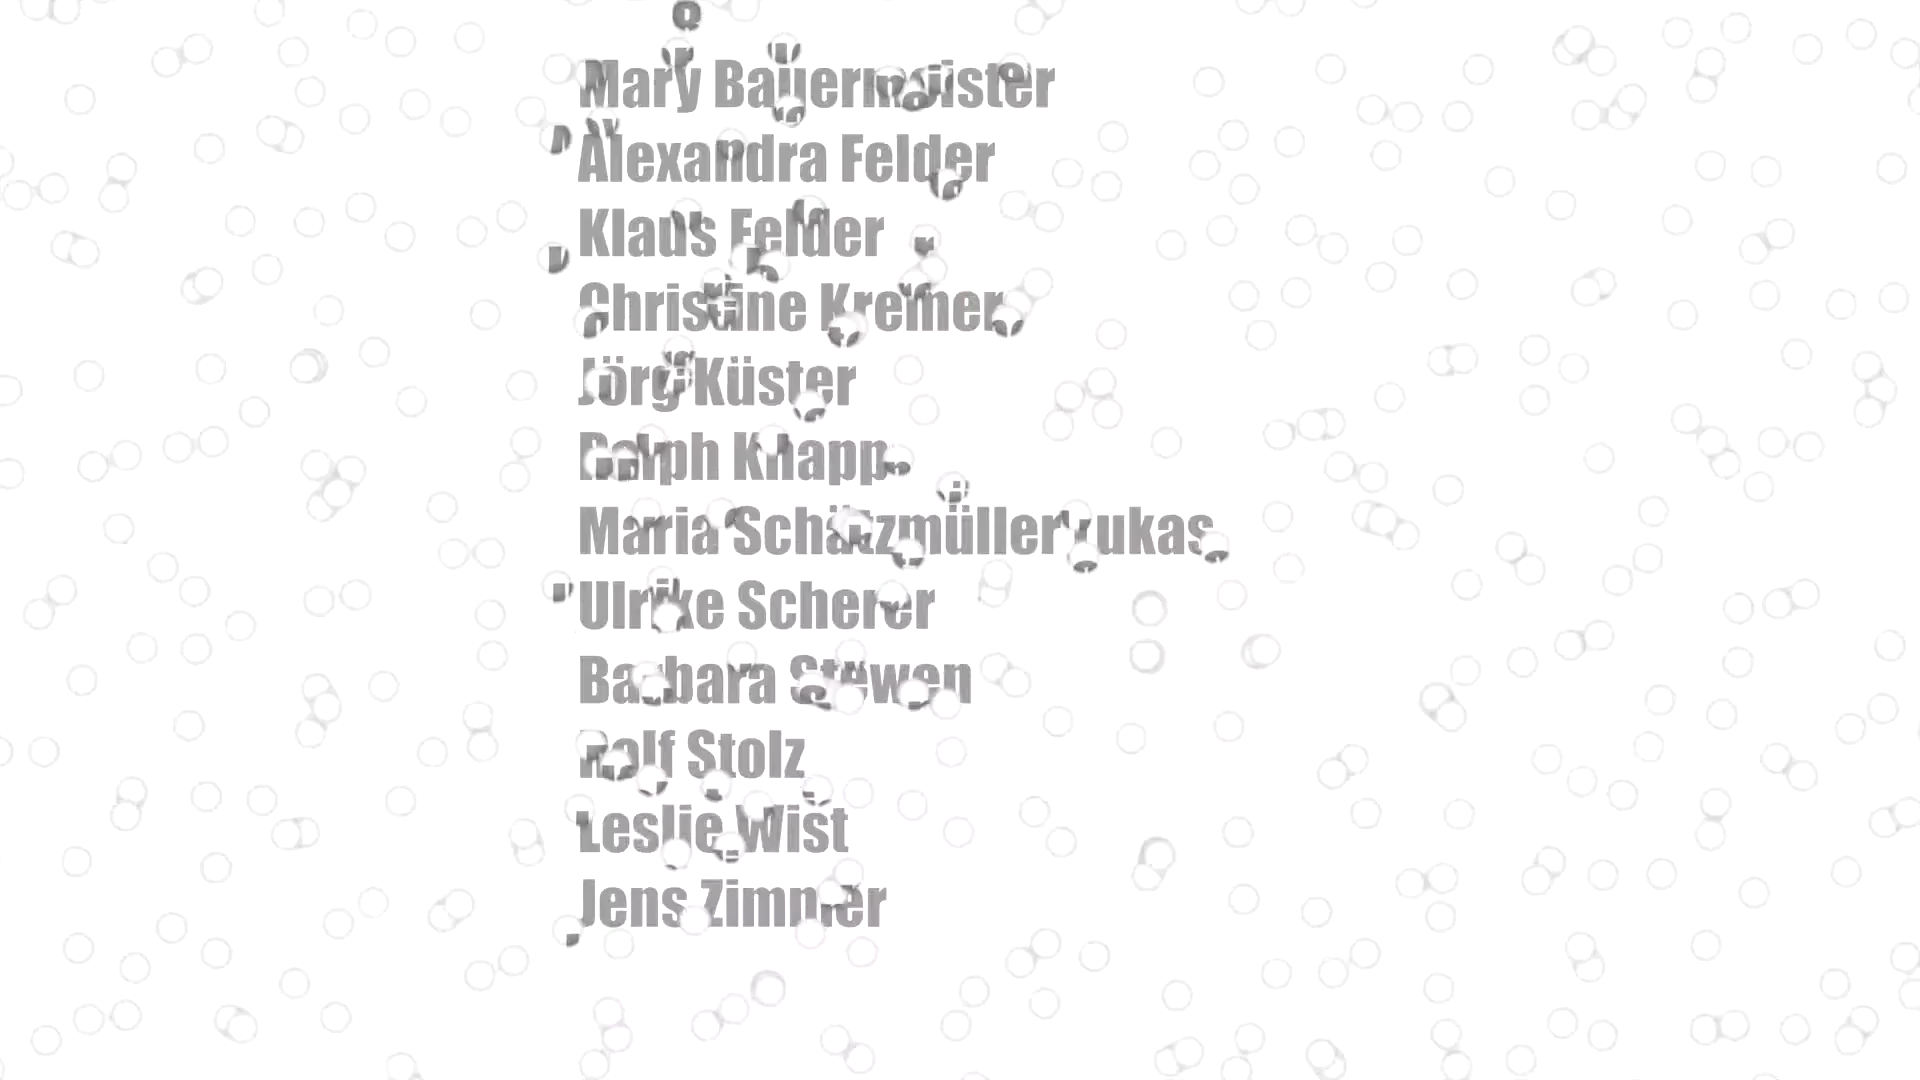 Mary Bauermeister
Alexandra Felder
Klaus Felder
Christine Kremer
Jörg Küster
Ralph Knapp
Maria Schätzmüller Lukas
Ulrike Scherer
Barbara Stewen
Ralf Stolz
Leslie Wist
Jens Zimmer